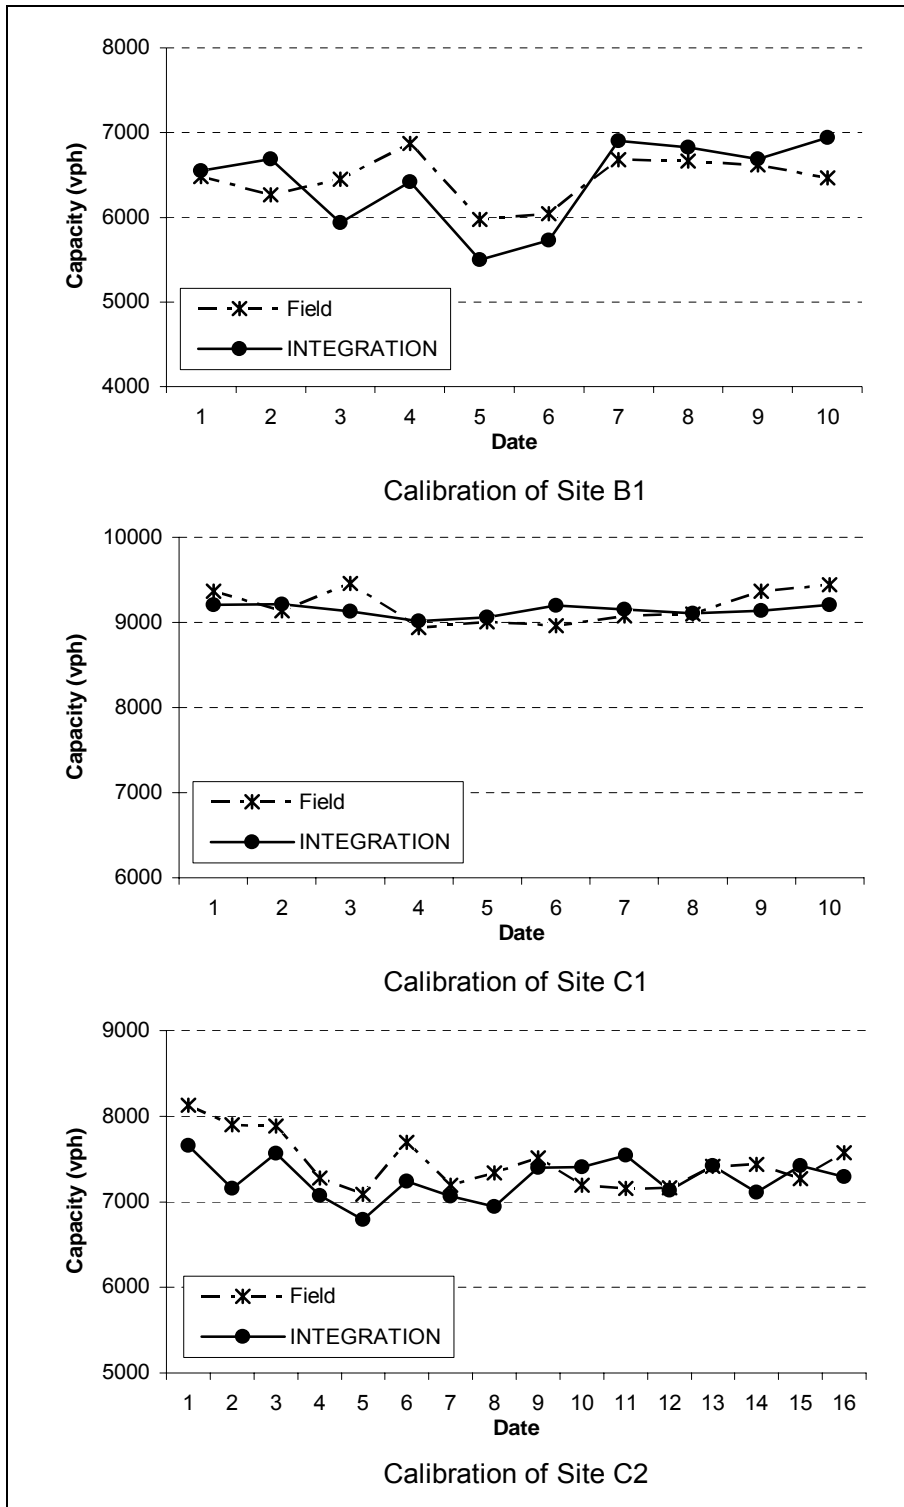 8000
7000
6000
5000
4000
Capacity (vph)
Field
INTEGRATION
1 2 3 4 5 6 7 8 9 10
Date
Calibration of Site B1
10000
9000
8000
7000
6000
Capacity (vph)
Field
INTEGRATION
1 2 3 4 5 6 7 8 9 10
Date
Calibration of Site C1
9000
8000
7000
6000
5000
Capacity (vph)
Field
INTEGRATION
1 2 3 4 5 6 7 8 9 10 11 12 13 14 15 16
Date
Calibration of Site C2